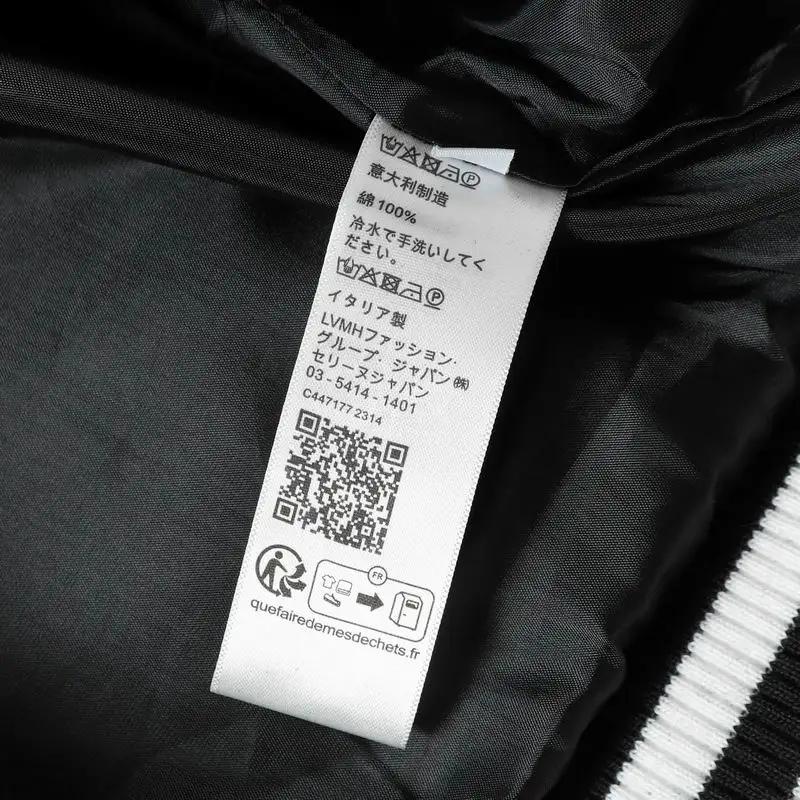 意大利制造
綿 100%
冷水で手洗いしてく
ださい。
イタリア製
LVMHファッション・
グループ・ジャパン ㈱
セリーヌジャパン
03 - 5414 - 1401
C447177 2314
FR
quefairedemesdechets.fr